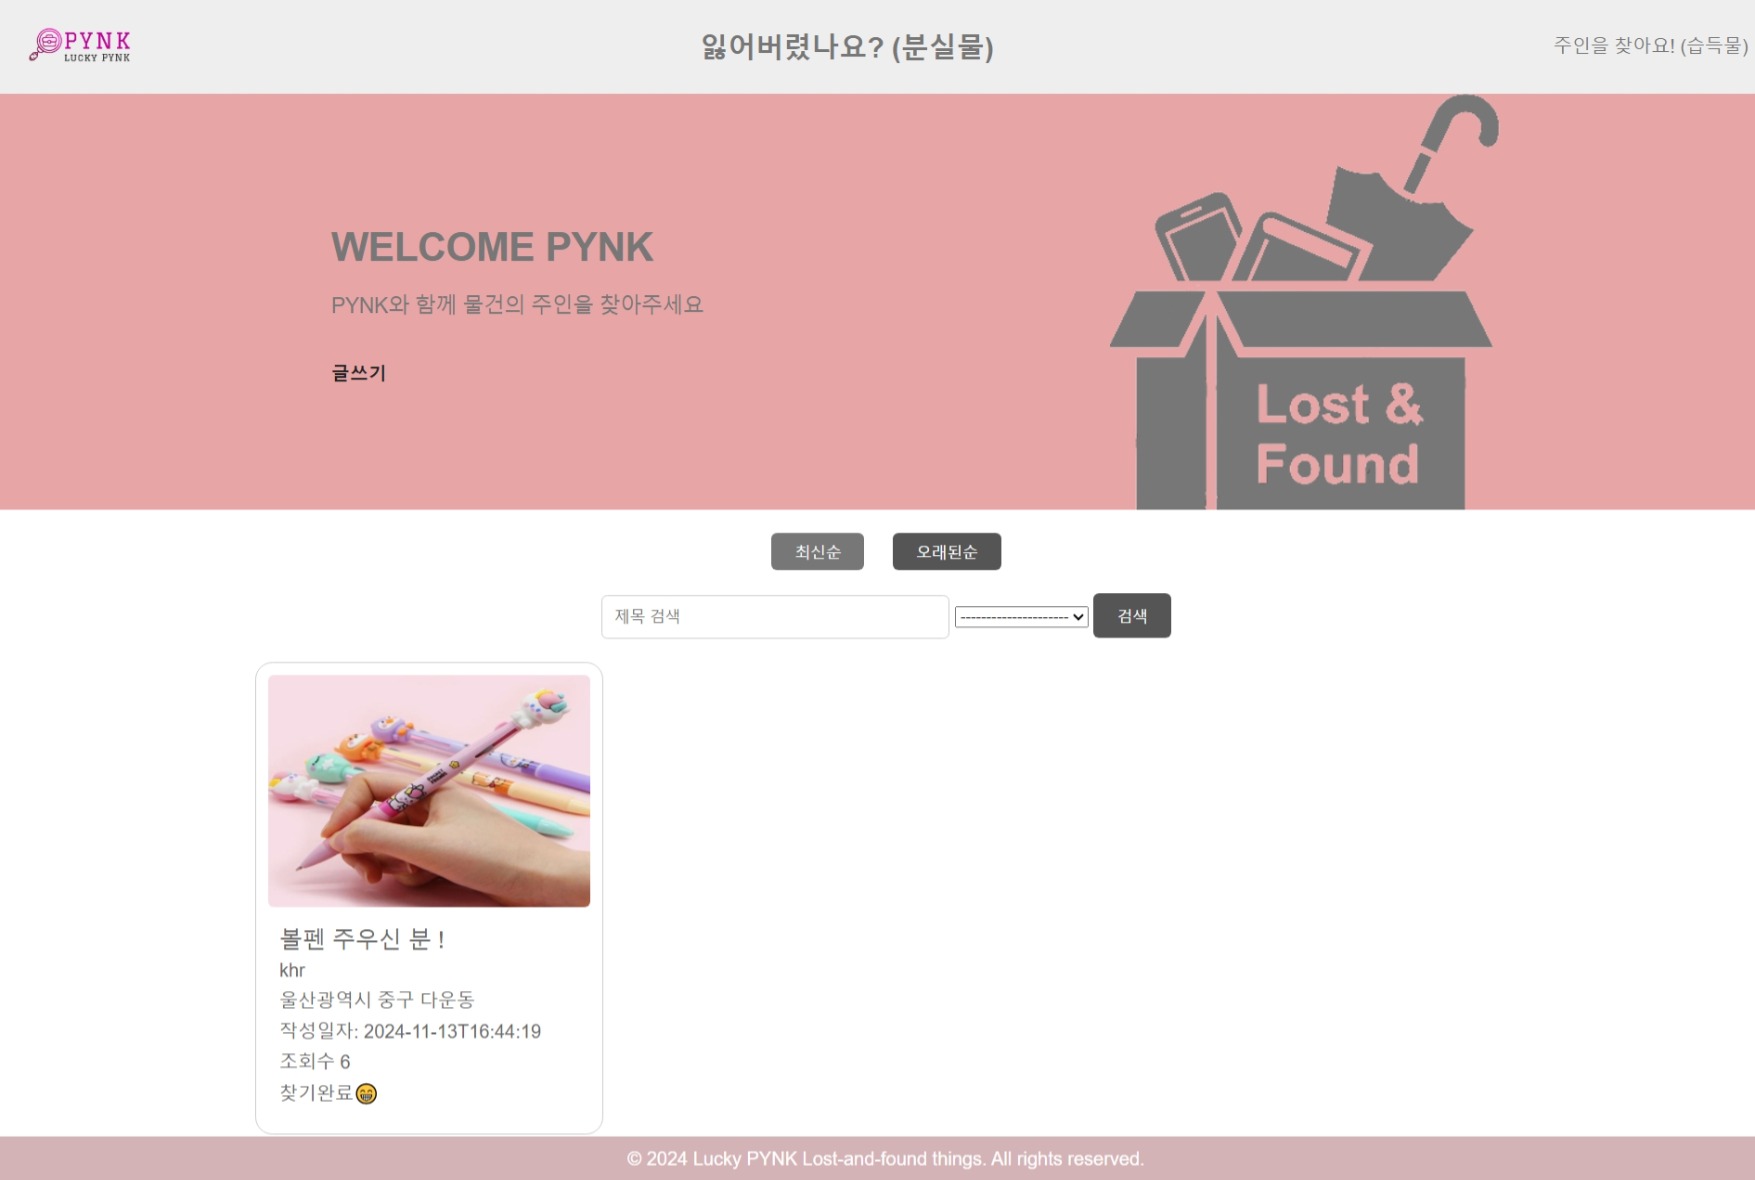 PYNK
LUCKY PYNK
잃어버렸나요? (분실물)
주인을 찾아요! (습득물)
WELCOME PYNK
PYNK와 함께 물건의 주인을 찾아주세요
글쓰기
Lost &
Found
최신순 오래된순
제목 검색 --------------------- 검색
볼펜 주우신 분 !
khr
울산광역시 중구 다운동
작성일자: 2024-11-13T16:44:19
조회수 6
찾기완료😁
© 2024 Lucky PYNK Lost-and-found things. All rights reserved.